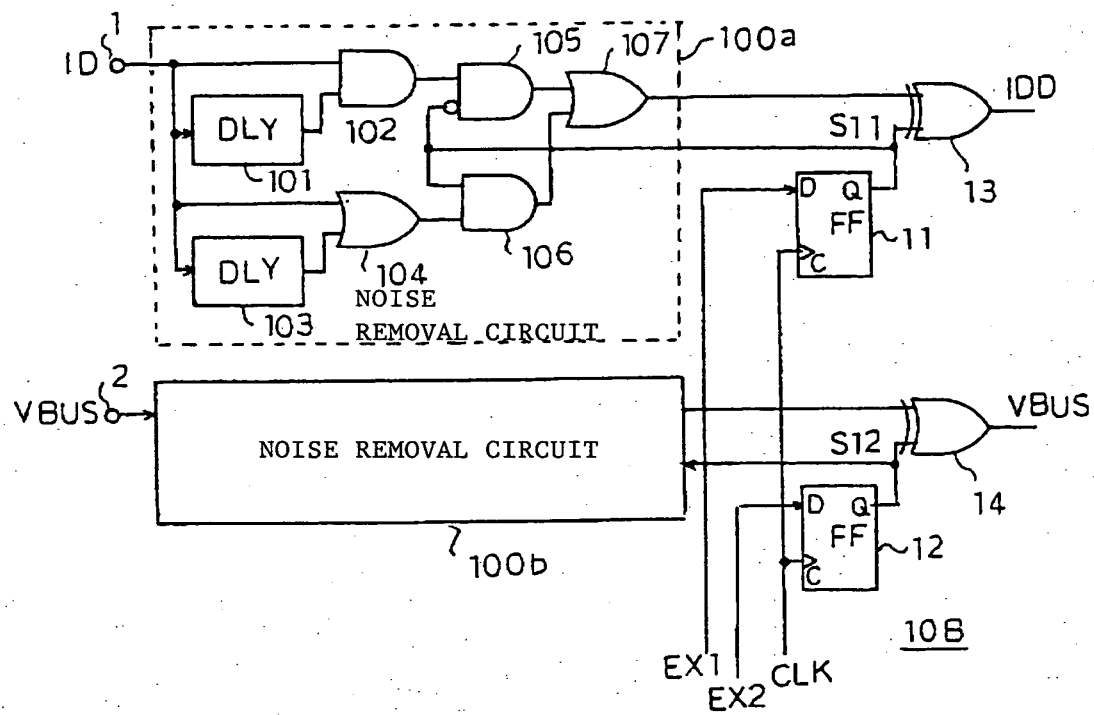 1
ID
105
107
100a
DLY
102
101
S11
IDD
13
D Q
FF
11
C
106
DLY
104
103
NOISE
REMOVAL CIRCUIT
2
VBUS
NOISE REMOVAL CIRCUIT
100b
S12
VBUS
14
D Q
FF
12
C
10B
EX1
EX2
CLK